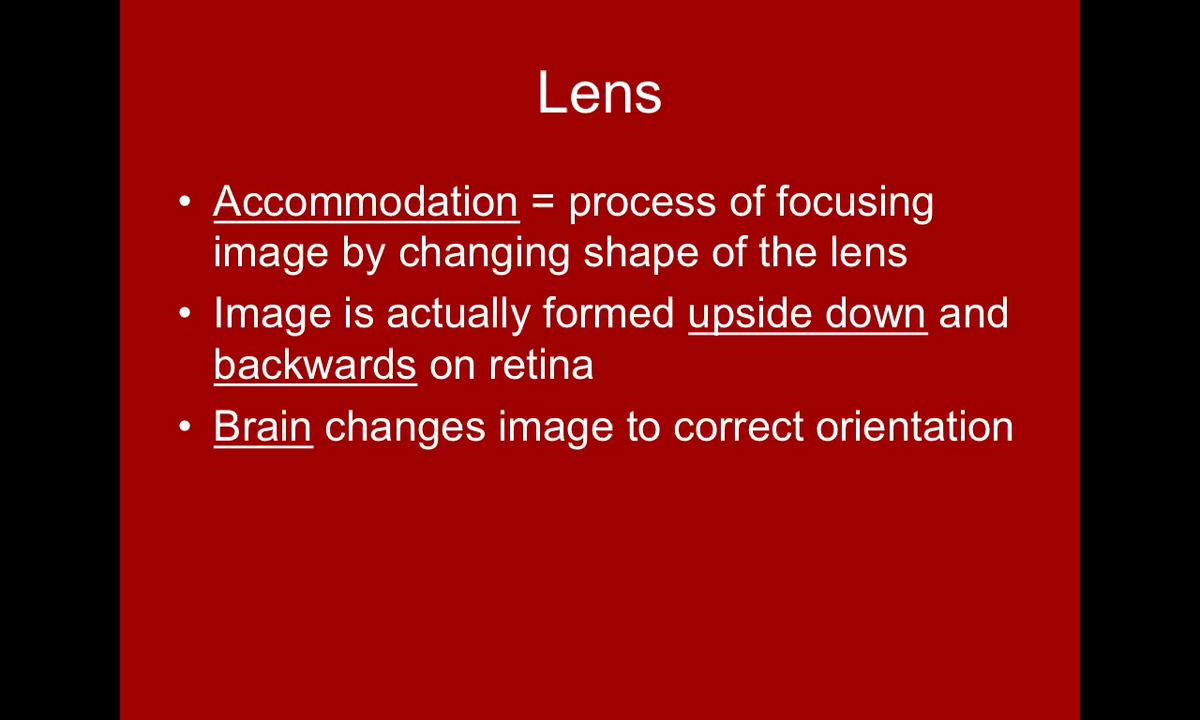 Lens
• Accommodation = process of focusing
image by changing shape of the lens
• Image is actually formed upside down and
backwards on retina
• Brain changes image to correct orientation